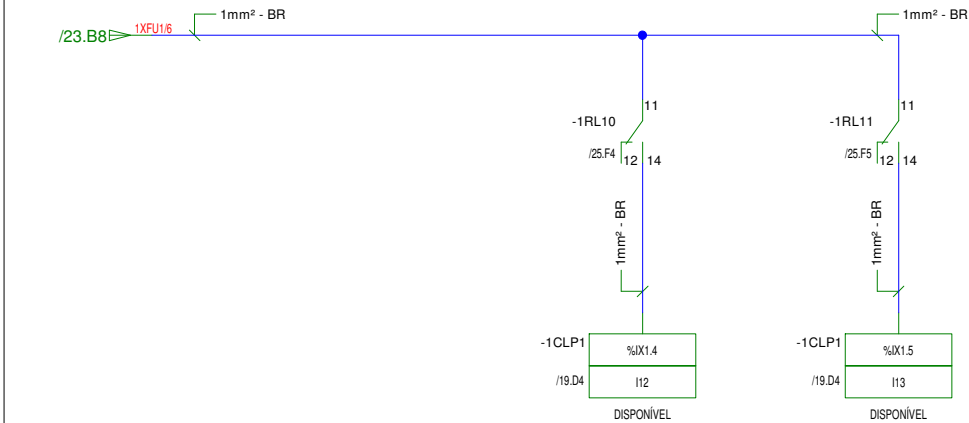 1mm² - BR
1mm² - BR
/23.B8
1XFU1/6
11
11
-1RL10
-1RL11
/25.F4
12
14
/25.F5
12
14
1mm² - BR
1mm² - BR
-1CLP1
%IX1.4
-1CLP1
%IX1.5
/19.D4
I12
/19.D4
I13
DISPONÍVEL
DISPONÍVEL